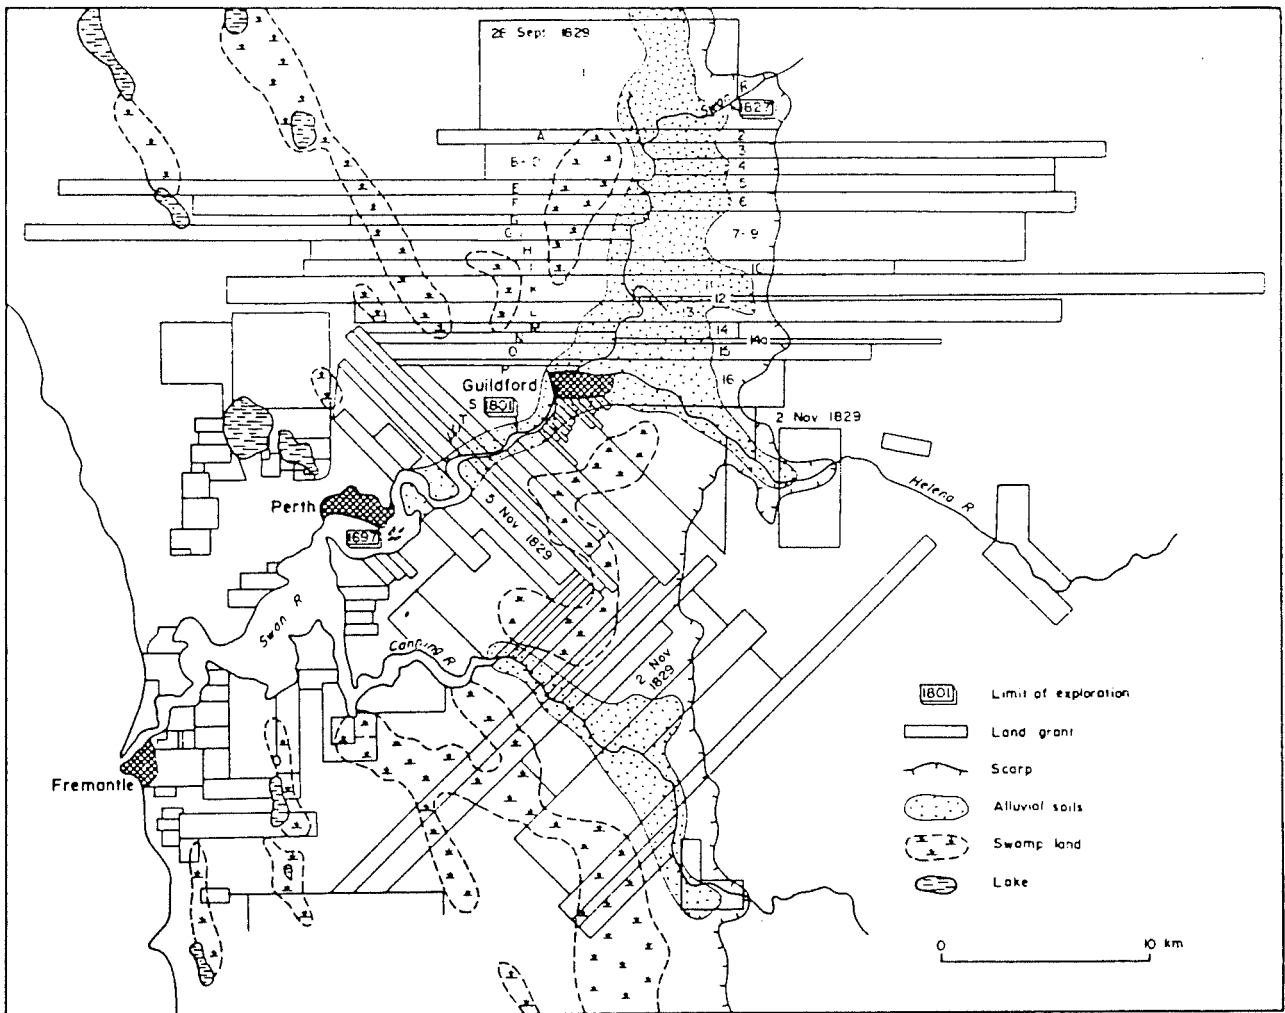 26 Sept 1829
1
Swan R
1827
A
2
3
B - D
4
E
5
F
6
G
7-9
H
10
K
11
12
L
13
14
14a
O
15
P
16
Guildford
S
1801
T
2 Nov 1829
Helena R
Perth
1697
5 Nov 1829
Swan R
Canning R
2 Nov
1829
Fremantle
1801
Limit of exploration
Land grant
Scarp
Alluvial soils
Swamp land
Lake
0
10 km